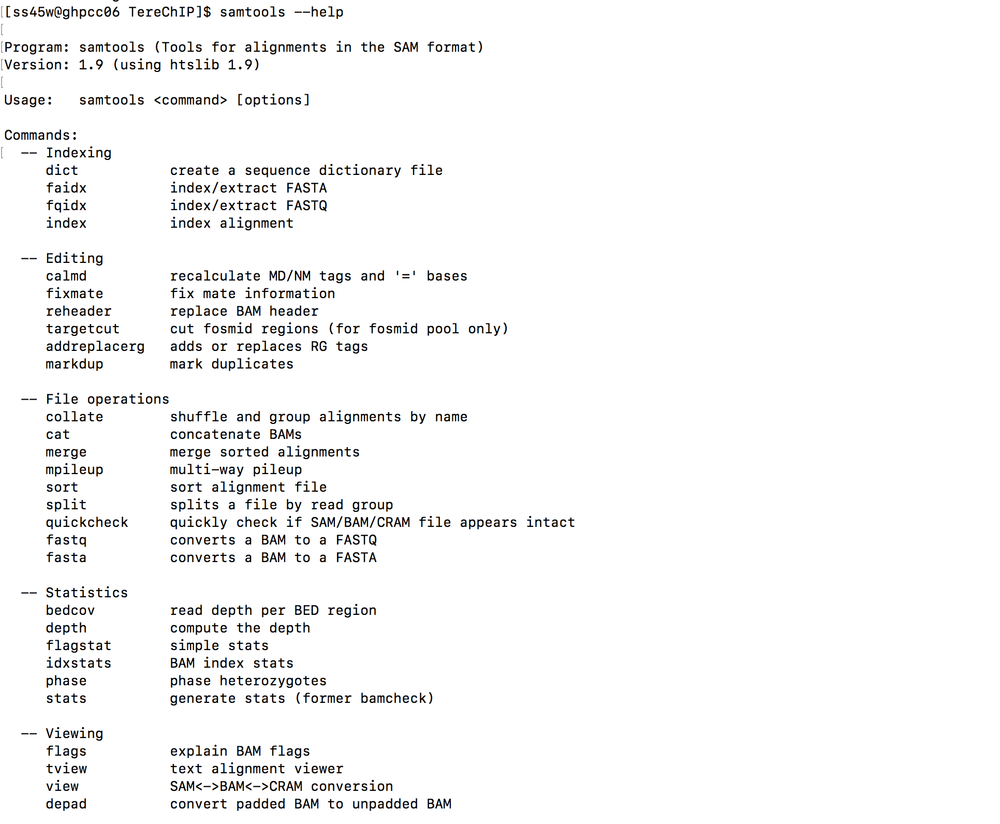 [ss45w@ghpcc06 TereChIP]$ samtools --help

Program: samtools (Tools for alignments in the SAM format)
Version: 1.9 (using htslib 1.9)

Usage:   samtools <command> [options]

Commands:
  -- Indexing
     dict           create a sequence dictionary file
     faidx          index/extract FASTA
     fqidx          index/extract FASTQ
     index          index alignment

  -- Editing
     calmd          recalculate MD/NM tags and '=' bases
     fixmate        fix mate information
     reheader       replace BAM header
     targetcut      cut fosmid regions (for fosmid pool only)
     addreplacerg   adds or replaces RG tags
     markdup        mark duplicates

  -- File operations
     collate        shuffle and group alignments by name
     cat            concatenate BAMs
     merge          merge sorted alignments
     mpileup        multi-way pileup
     sort           sort alignment file
     split          splits a file by read group
     quickcheck     quickly check if SAM/BAM/CRAM file appears intact
     fastq          converts a BAM to a FASTQ
     fasta          converts a BAM to a FASTA

  -- Statistics
     bedcov         read depth per BED region
     depth          compute the depth
     flagstat       simple stats
     idxstats       BAM index stats
     phase          phase heterozygotes
     stats          generate stats (former bamcheck)

  -- Viewing
     flags          explain BAM flags
     tview          text alignment viewer
     view           SAM<->BAM<->CRAM conversion
     depad          convert padded BAM to unpadded BAM